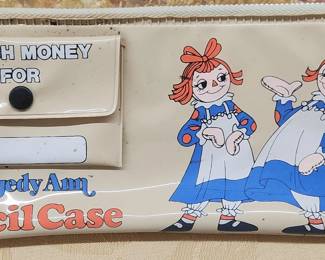 H MONEY
FOR
gedy Ann
cil Case